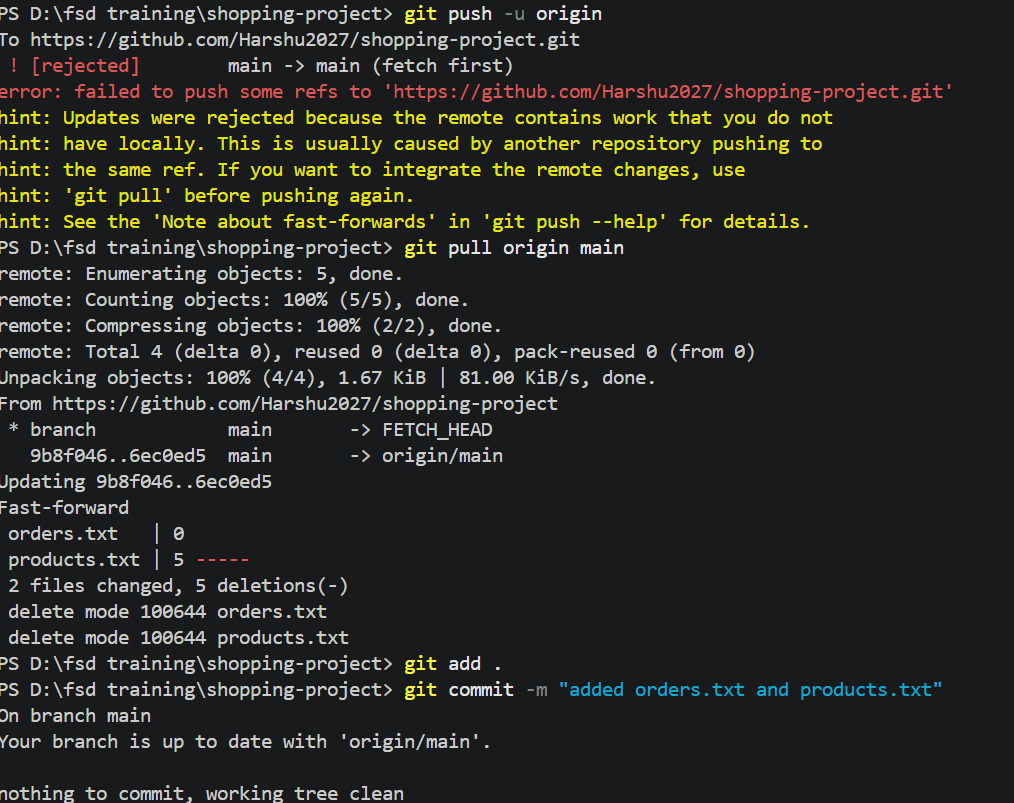 PS D:\fsd training\shopping-project> git push -u origin
To https://github.com/Harshu2027/shopping-project.git
 ! [rejected]        main -> main (fetch first)
error: failed to push some refs to 'https://github.com/Harshu2027/shopping-project.git'
hint: Updates were rejected because the remote contains work that you do not
hint: have locally. This is usually caused by another repository pushing to
hint: the same ref. If you want to integrate the remote changes, use
hint: 'git pull' before pushing again.
hint: See the 'Note about fast-forwards' in 'git push --help' for details.
PS D:\fsd training\shopping-project> git pull origin main
remote: Enumerating objects: 5, done.
remote: Counting objects: 100% (5/5), done.
remote: Compressing objects: 100% (2/2), done.
remote: Total 4 (delta 0), reused 0 (delta 0), pack-reused 0 (from 0)
Unpacking objects: 100% (4/4), 1.67 KiB | 81.00 KiB/s, done.
From https://github.com/Harshu2027/shopping-project
 * branch            main       -> FETCH_HEAD
   9b8f046..6ec0ed5  main       -> origin/main
Updating 9b8f046..6ec0ed5
Fast-forward
 orders.txt   | 0
 products.txt | 5 -----
 2 files changed, 5 deletions(-)
 delete mode 100644 orders.txt
 delete mode 100644 products.txt
PS D:\fsd training\shopping-project> git add .
PS D:\fsd training\shopping-project> git commit -m "added orders.txt and products.txt"
On branch main
Your branch is up to date with 'origin/main'.

nothing to commit, working tree clean